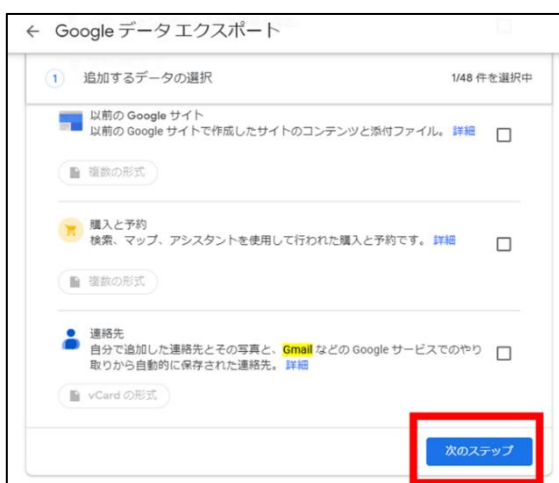 ← Google データ エクスポート
1 追加するデータの選択 1/48 件を選択中
以前の Google サイト
以前の Google サイトで作成したサイトのコンテンツと添付ファイル。 詳細
複数の形式
購入と予約
検索、マップ、アシスタントを使用して行われた購入と予約です。 詳細
複数の形式
連絡先
自分で追加した連絡先とその写真と、Gmail などの Google サービスでのやり
取りから自動的に保存された連絡先。 詳細
vCard の形式
次のステップ